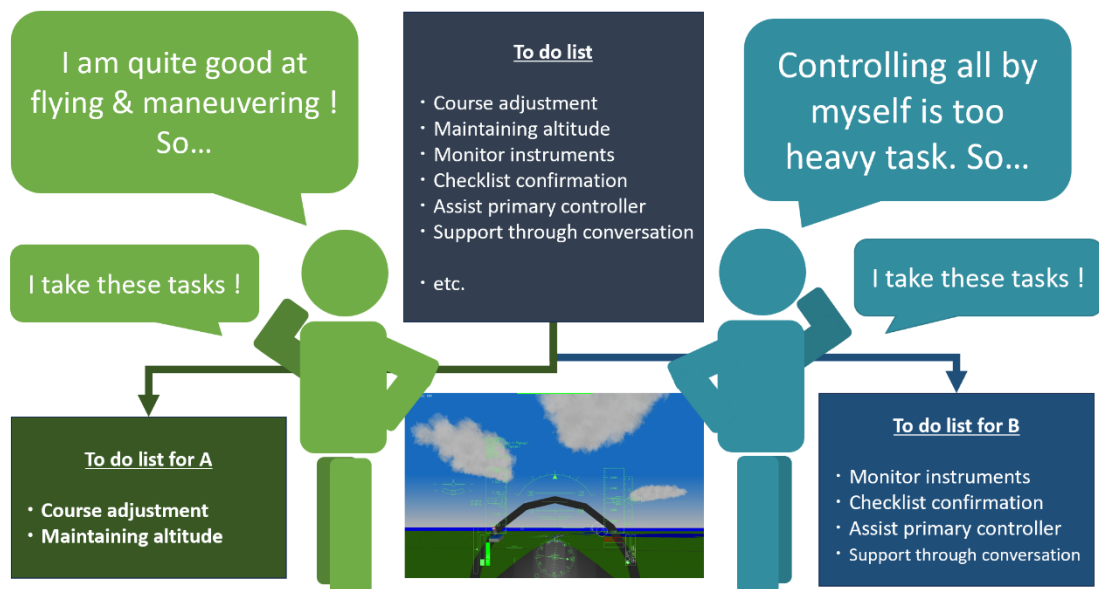 I am quite good at
flying & maneuvering !
So…
I take these tasks !
To do list
・Course adjustment
・Maintaining altitude
・Monitor instruments
・Checklist confirmation
・Assist primary controller
・Support through conversation
・etc.
Controlling all by
myself is too
heavy task. So…
I take these tasks !
To do list for A
・Course adjustment
・Maintaining altitude
To do list for B
・Monitor instruments
・Checklist confirmation
・Assist primary controller
・Support through conversation